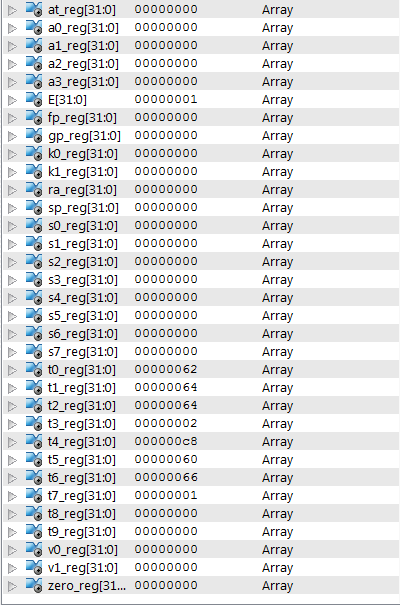 at_reg[31:0] 00000000 Array
a0_reg[31:0] 00000000 Array
a1_reg[31:0] 00000000 Array
a2_reg[31:0] 00000000 Array
a3_reg[31:0] 00000000 Array
E[31:0] 00000001 Array
fp_reg[31:0] 00000000 Array
gp_reg[31:0] 00000000 Array
k0_reg[31:0] 00000000 Array
k1_reg[31:0] 00000000 Array
ra_reg[31:0] 00000000 Array
sp_reg[31:0] 00000000 Array
s0_reg[31:0] 00000000 Array
s1_reg[31:0] 00000000 Array
s2_reg[31:0] 00000000 Array
s3_reg[31:0] 00000000 Array
s4_reg[31:0] 00000000 Array
s5_reg[31:0] 00000000 Array
s6_reg[31:0] 00000000 Array
s7_reg[31:0] 00000000 Array
t0_reg[31:0] 00000062 Array
t1_reg[31:0] 00000064 Array
t2_reg[31:0] 00000064 Array
t3_reg[31:0] 00000002 Array
t4_reg[31:0] 000000c8 Array
t5_reg[31:0] 00000060 Array
t6_reg[31:0] 00000066 Array
t7_reg[31:0] 00000001 Array
t8_reg[31:0] 00000000 Array
t9_reg[31:0] 00000000 Array
v0_reg[31:0] 00000000 Array
v1_reg[31:0] 00000000 Array
zero_reg[31... 00000000 Array